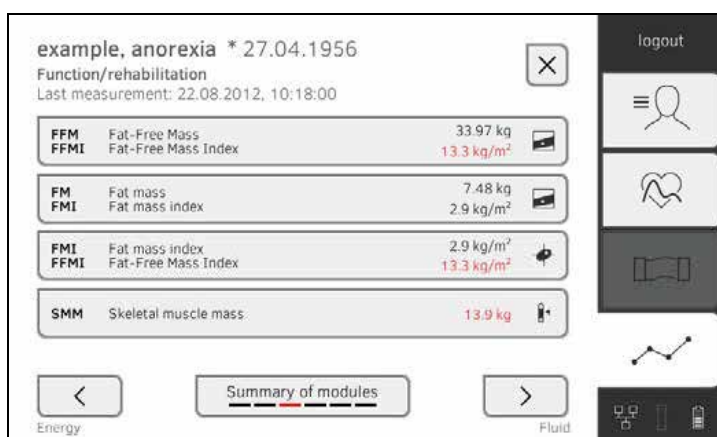 logout
example, anorexia * 27.04.1956
Function/rehabilitation
Last measurement: 22.08.2012, 10:18:00
FFM Fat-Free Mass 33.97 kg
FFMI Fat-Free Mass Index 13.3 kg/m²
FM Fat mass 7.48 kg
FMI Fat mass index 2.9 kg/m²
FMI Fat mass index 2.9 kg/m²
FFMI Fat-Free Mass Index 13.3 kg/m²
SMM Skeletal muscle mass 13.9 kg
Summary of modules
Energy Fluid